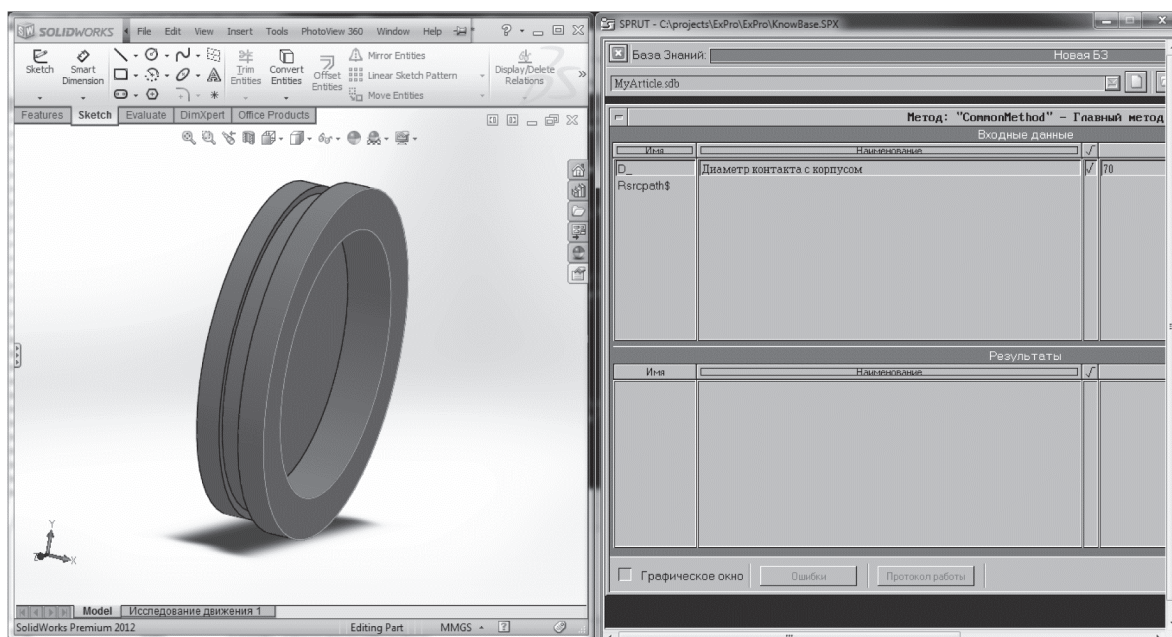 SOLIDWORKS File Edit View Insert Tools PhotoView 360 Window Help ?
Sketch Smart Dimension Trim Entities Convert Entities Offset Entities Mirror Entities Linear Sketch Pattern Move Entities Display/Delete Relations
Features Sketch Evaluate DimXpert Office Products
Y
Z X
Model Исследование движения 1
SolidWorks Premium 2012 Editing Part MMGS ?
SPRUT - C:\projects\ExPro\ExPro\KnowBase.SPX
База Знаний: Новая БЗ
MyArticle.sdb
Метод: "CommonMethod" - Главный метод
Входные данные
Имя Наименование √
D_ Диаметр контакта с корпусом √ 70
Rsrcpath$
Результаты
Имя Наименование √
Графическое окно Ошибки Протокол работы